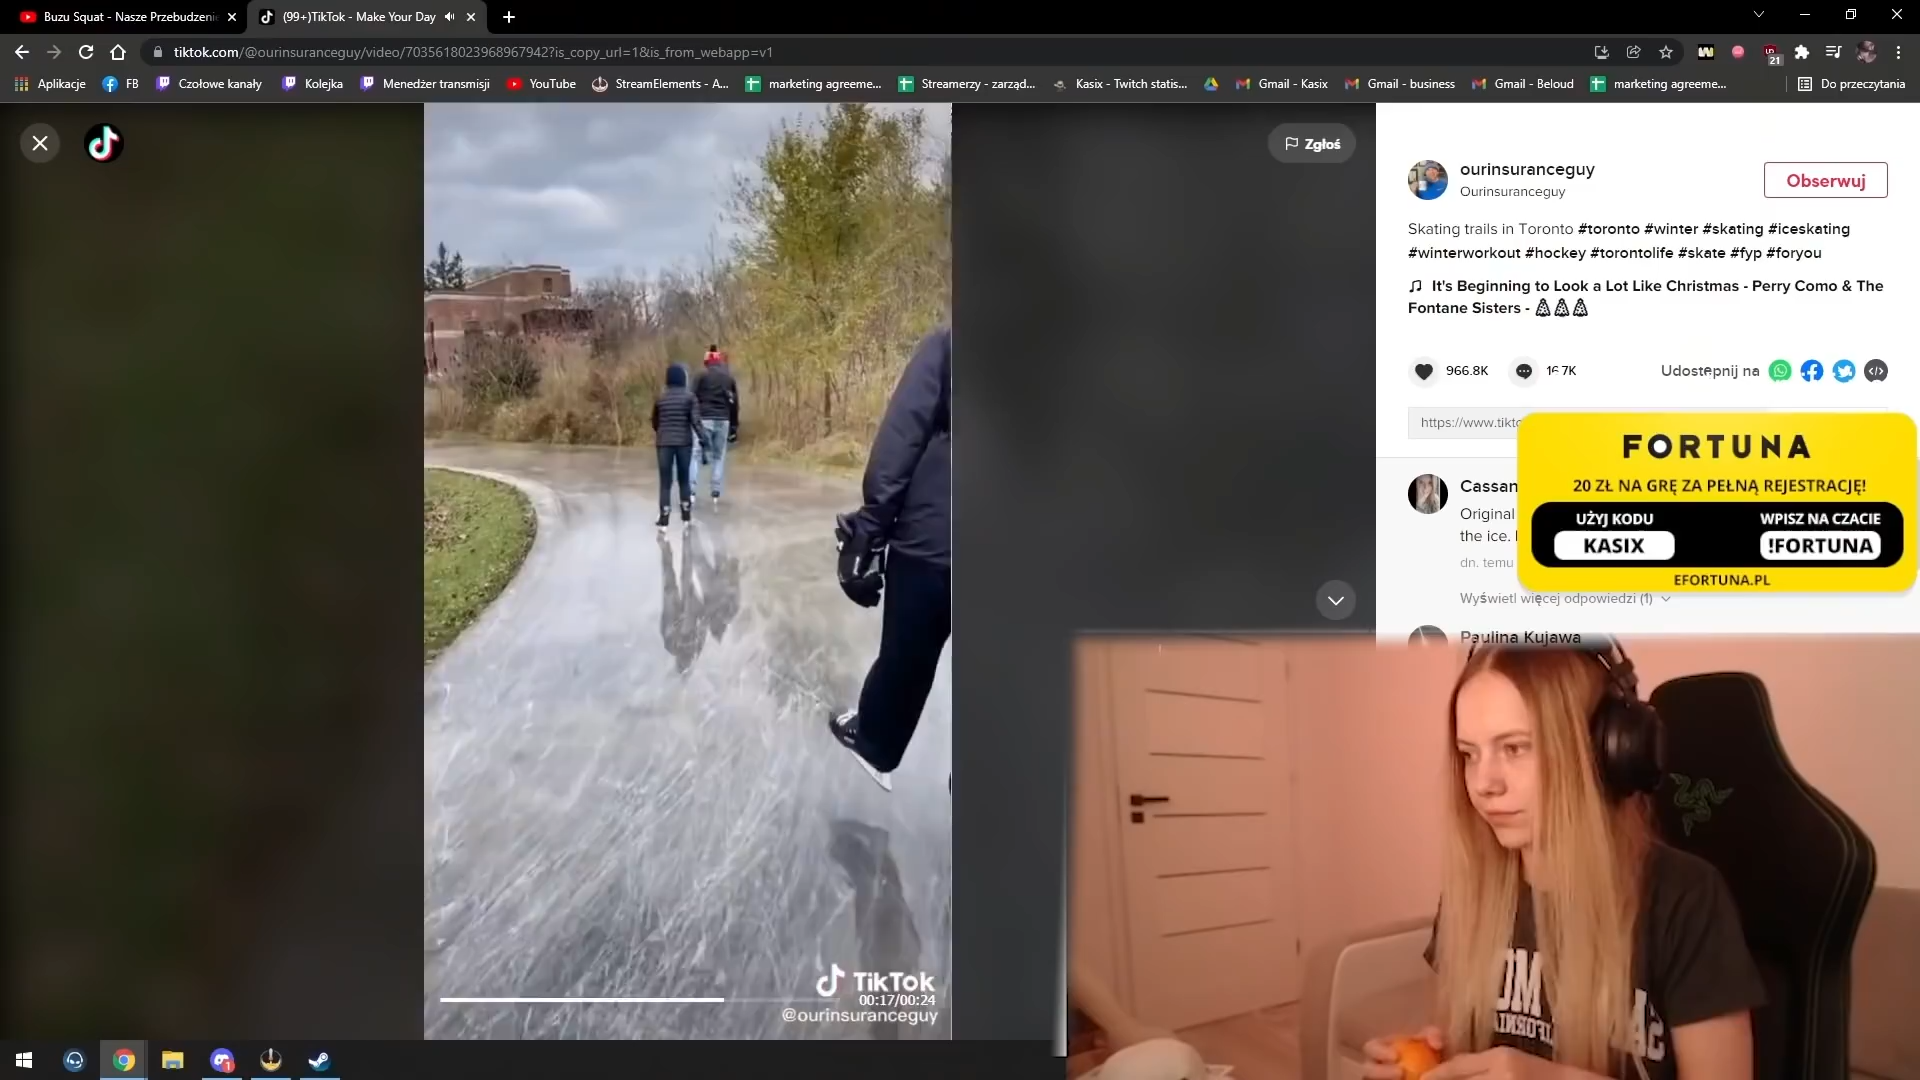 Buzu Squat - Nasze Przebudzeni
(99+)TikTok - Make Your Day
tiktok.com/@ourinsuranceguy/video/7035618023968967942?is_copy_url=1&is_from_webapp=v1
21
Aplikacje
FB
Czołowe kanały
Kolejka
Menedżer transmisji
YouTube
StreamElements - A...
marketing agreeme...
Streamerzy - zarząd...
Kasix - Twitch statis...
Gmail - Kasix
Gmail - business
Gmail - Beloud
marketing agreeme...
Do przeczytania
Zgłoś
ourinsuranceguy
Ourinsuranceguy
Obserwuj
Skating trails in Toronto #toronto #winter #skating #iceskating
#winterworkout #hockey #torontolife #skate #fyp #foryou
It's Beginning to Look a Lot Like Christmas - Perry Como & The
Fontane Sisters -
966.8K
Udostępnij na
https://www.tikto
FORTUNA
20 ZŁ NA GRĘ ZA PEŁNĄ REJESTRACJĘ!
UŻYJ KODU
KASIX
WPISZ NA CZACIE
!FORTUNA
EFORTUNA.PL
Cassan
Original
the ice.
dn. temu
Wyświetl więcej odpowiedzi (1)
Paulina Kujawa
TikTok
00:17/00:24
@ourinsuranceguy
1